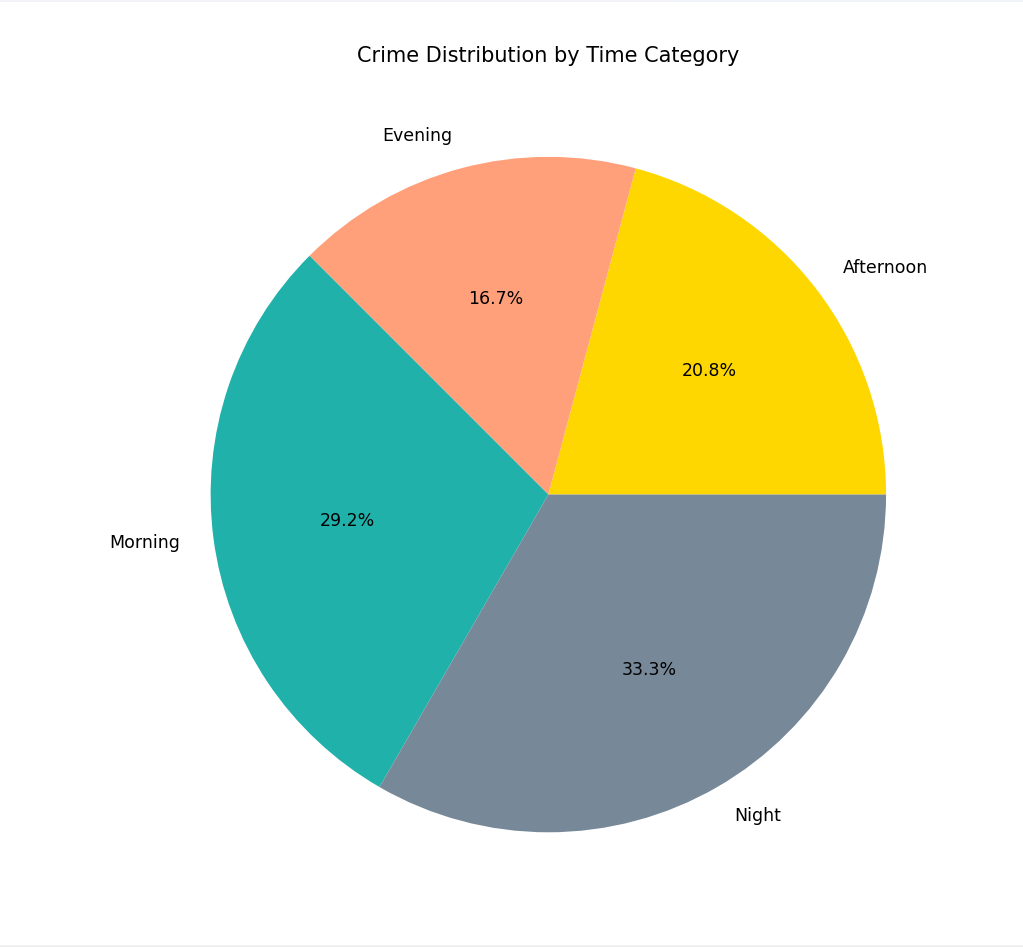 Crime Distribution by Time Category
Evening
Afternoon
16.7%
20.8%
29.2%
Morning
33.3%
Night